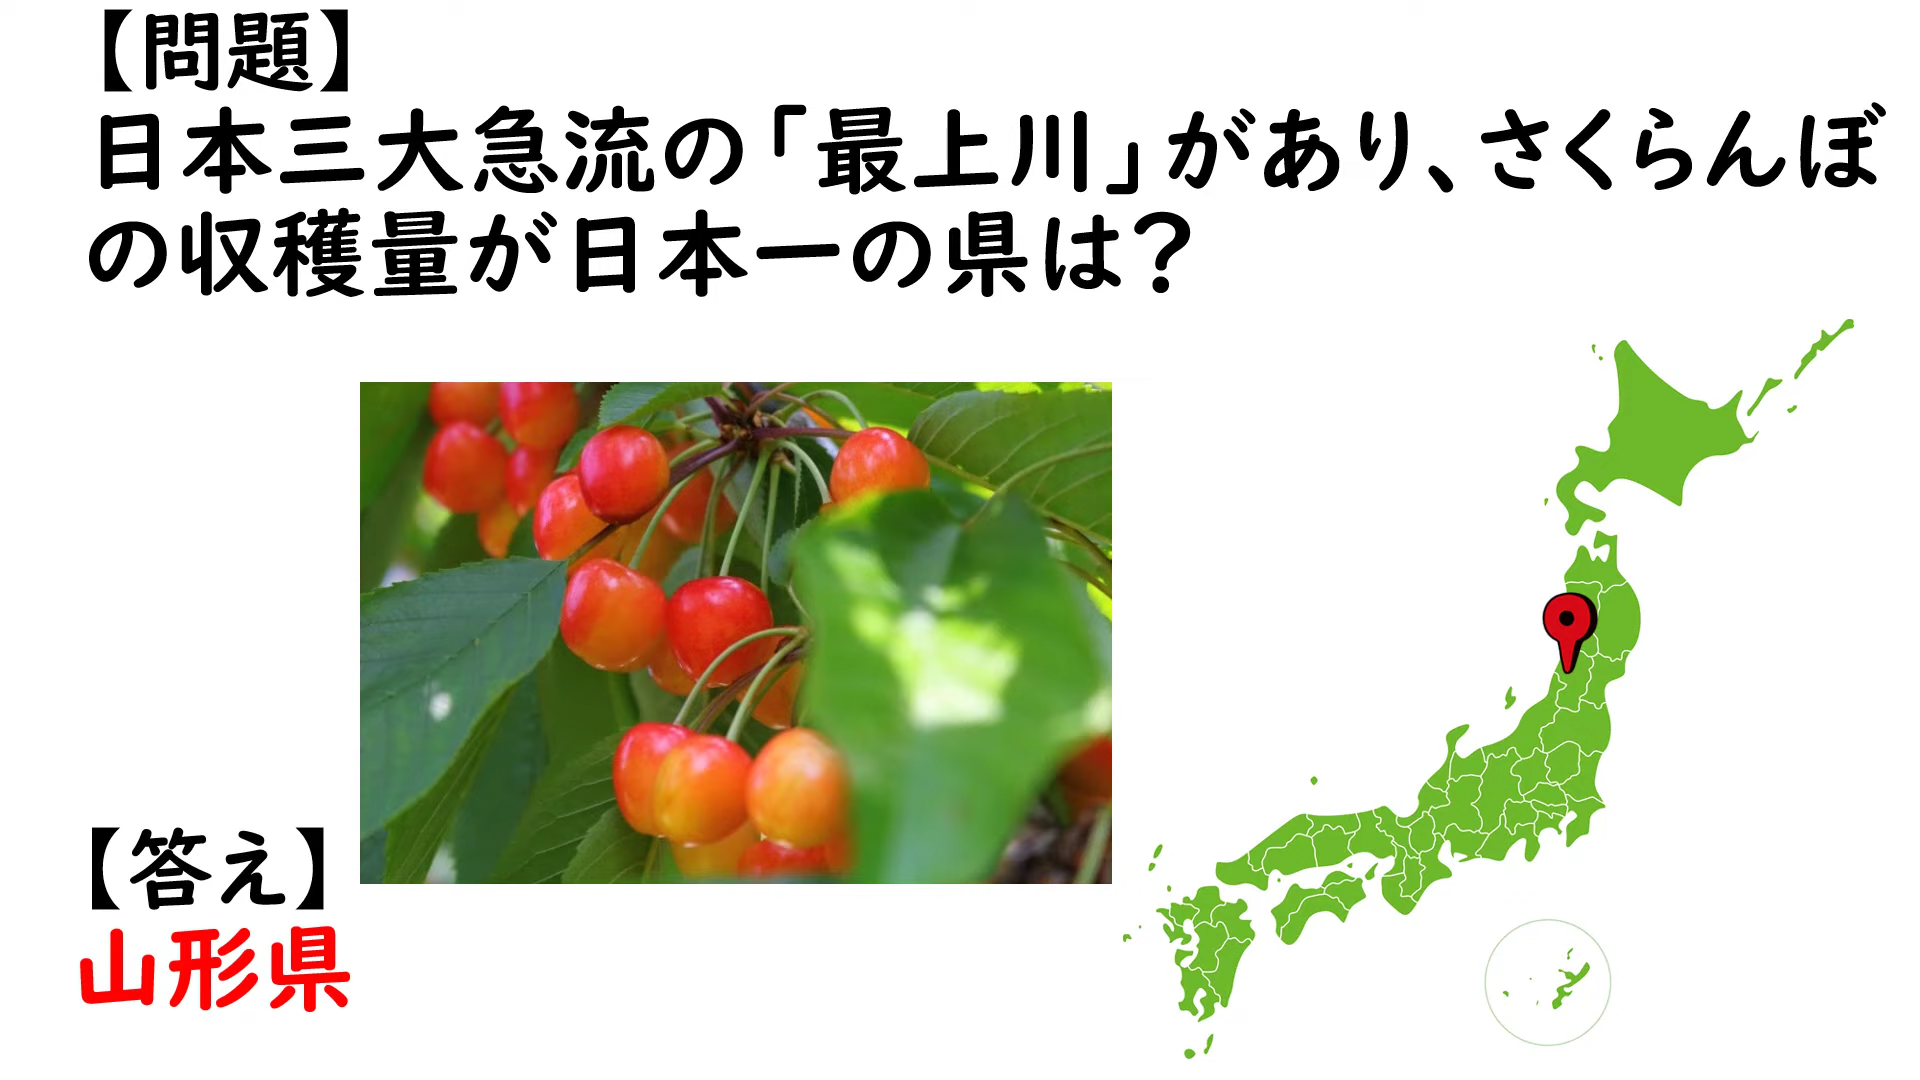 【問題】
日本三大急流の「最上川」があり、さくらんぼ
の収穫量が日本一の県は？
【答え】
山形県